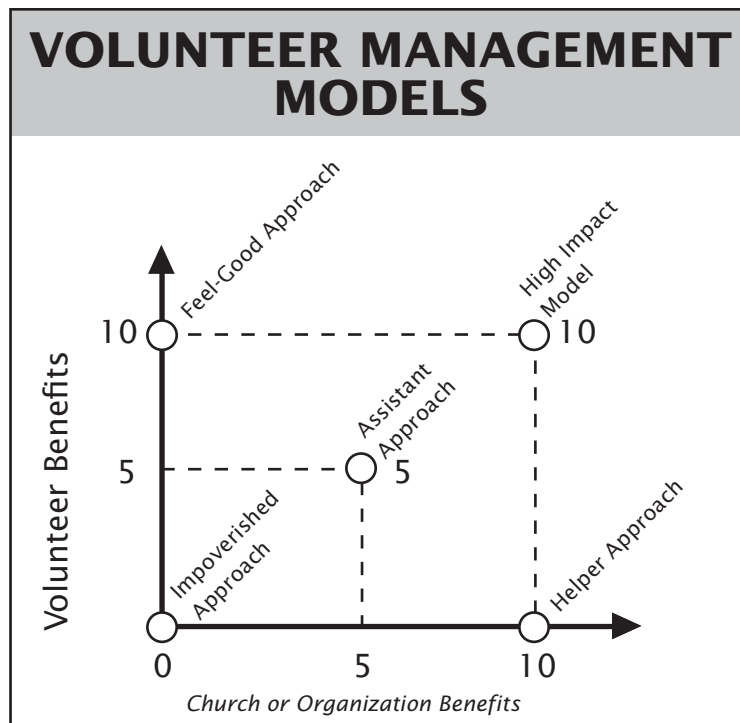 VOLUNTEER MANAGEMENT
MODELS
Feel-Good Approach
High Impact
Model
10
10
Assistant
Approach
5
5
Volunteer Benefits
Impoverished
Approach
Helper Approach
0
5
10
Church or Organization Benefits